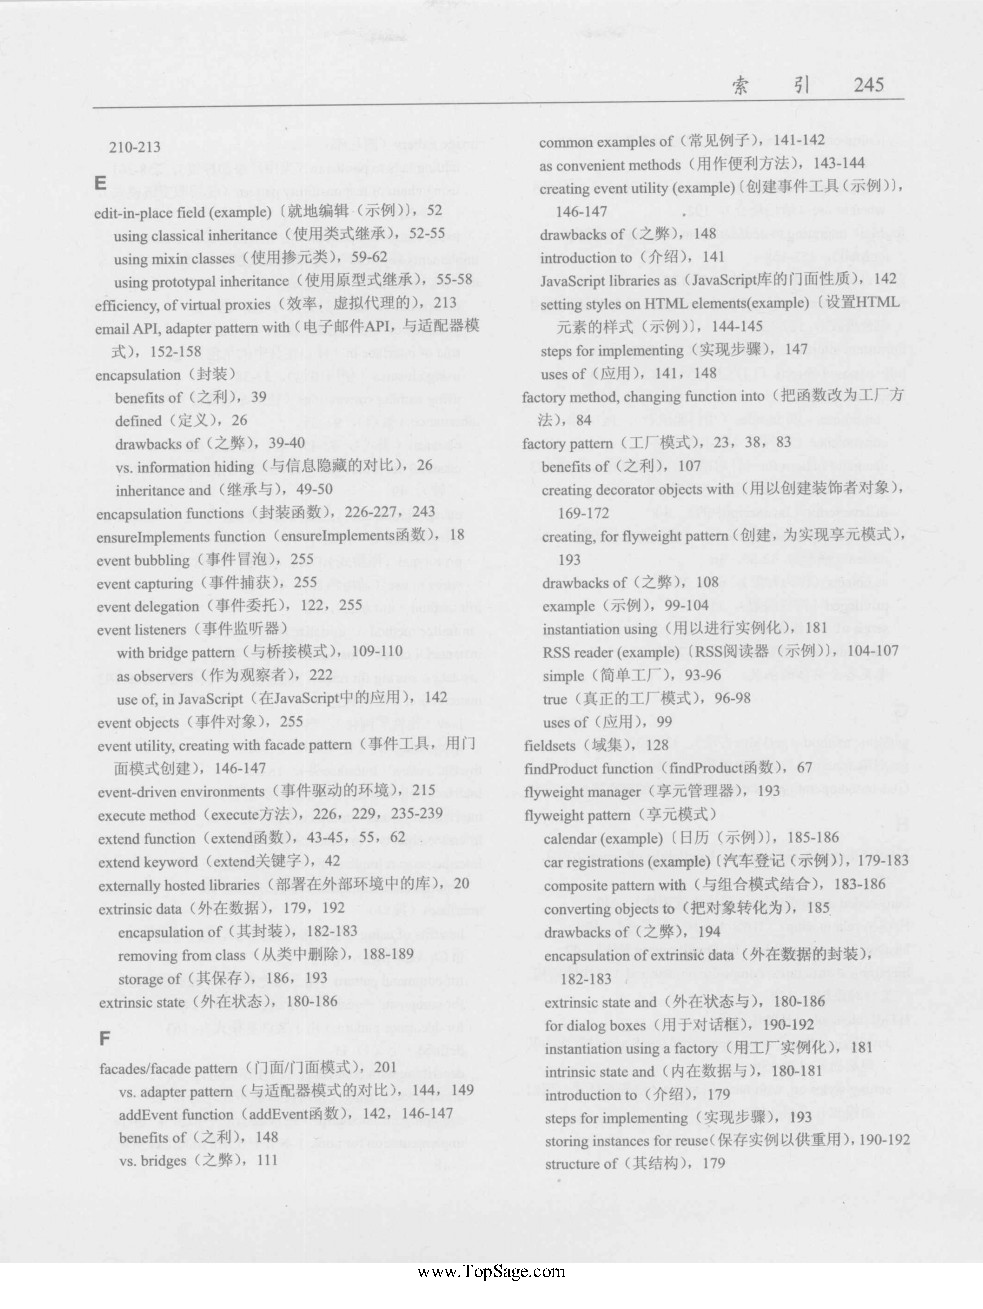 索 引 245
210-213
E
edit-in-place field (example)〔就地编辑（示例）〕，52
using classical inheritance（使用类式继承），52-55
using mixin classes（使用掺元类），59-62
using prototypal inheritance（使用原型式继承），55-58
efficiency, of virtual proxies（效率，虚拟代理的），213
email API, adapter pattern with（电子邮件API，与适配器模
式），152-158
encapsulation（封装）
benefits of（之利），39
defined（定义），26
drawbacks of（之弊），39-40
vs. information hiding（与信息隐藏的对比），26
inheritance and（继承与），49-50
encapsulation functions（封装函数），226-227，243
ensureImplements function（ensureImplements函数），18
event bubbling（事件冒泡），255
event capturing（事件捕获），255
event delegation（事件委托），122，255
event listeners（事件监听器）
with bridge pattern（与桥接模式），109-110
as observers（作为观察者），222
use of, in JavaScript（在JavaScript中的应用），142
event objects（事件对象），255
event utility, creating with facade pattern（事件工具，用门
面模式创建），146-147
event-driven environments（事件驱动的环境），215
execute method（execute方法），226，229，235-239
extend function（extend函数），43-45，55，62
extend keyword（extend关键字），42
externally hosted libraries（部署在外部环境中的库），20
extrinsic data（外在数据），179，192
encapsulation of（其封装），182-183
removing from class（从类中删除），188-189
storage of（其保存），186，193
extrinsic state（外在状态），180-186
F
facades/facade pattern（门面/门面模式），201
vs. adapter pattern（与适配器模式的对比），144，149
addEvent function（addEvent函数），142，146-147
benefits of（之利），148
vs. bridges（之弊），111
common examples of（常见例子），141-142
as convenient methods（用作便利方法），143-144
creating event utility (example)〔创建事件工具（示例）〕，
146-147
drawbacks of（之弊），148
introduction to（介绍），141
JavaScript libraries as（JavaScript库的门面性质），142
setting styles on HTML elements(example)〔设置HTML
元素的样式（示例）〕，144-145
steps for implementing（实现步骤），147
uses of（应用），141，148
factory method, changing function into（把函数改为工厂方
法），84
factory pattern（工厂模式），23，38，83
benefits of（之利），107
creating decorator objects with（用以创建装饰者对象），
169-172
creating, for flyweight pattern（创建，为实现享元模式），
193
drawbacks of（之弊），108
example（示例），99-104
instantiation using（用以进行实例化），181
RSS reader (example)〔RSS阅读器（示例）〕，104-107
simple（简单工厂），93-96
true（真正的工厂模式），96-98
uses of（应用），99
fieldsets（域集），128
findProduct function（findProduct函数），67
flyweight manager（享元管理器），193
flyweight pattern（享元模式）
calendar (example)〔日历（示例）〕，185-186
car registrations (example)〔汽车登记（示例）〕，179-183
composite pattern with（与组合模式结合），183-186
converting objects to（把对象转化为），185
drawbacks of（之弊），194
encapsulation of extrinsic data（外在数据的封装），
182-183
extrinsic state and（外在状态与），180-186
for dialog boxes（用于对话框），190-192
instantiation using a factory（用工厂实例化），181
intrinsic state and（内在数据与），180-181
introduction to（介绍），179
steps for implementing（实现步骤），193
storing instances for reuse（保存实例以供重用），190-192
structure of（其结构），179
www.TopSage.com